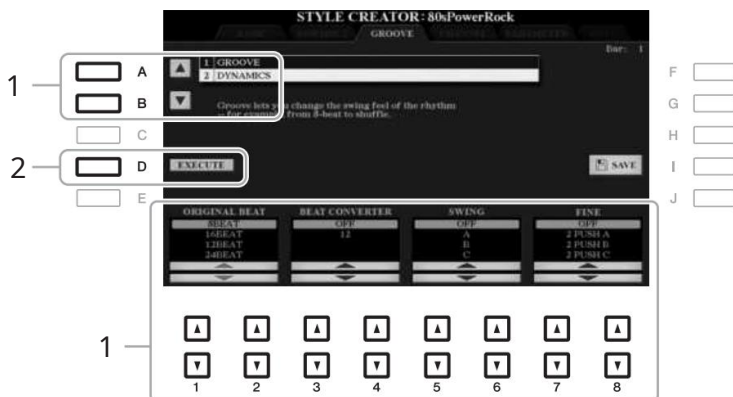 STYLE CREATOR: 80sPowerRock
GROOVE
Bar: 1
1 GROOVE
2 DYNAMICS
Groove lets you change the swing feel of the rhythm
-- for example from 8-beat to shuffle.
EXECUTE
SAVE
1
2
A
B
C
D
E
F
G
H
I
J
ORIGINAL BEAT BEAT CONVERTER SWING FINE
8BEAT OFF OFF OFF
16BEAT 12 A 2 PUSH A
12BEAT B 2 PUSH B
24BEAT C 2 PUSH C
1
1 2 3 4 5 6 7 8